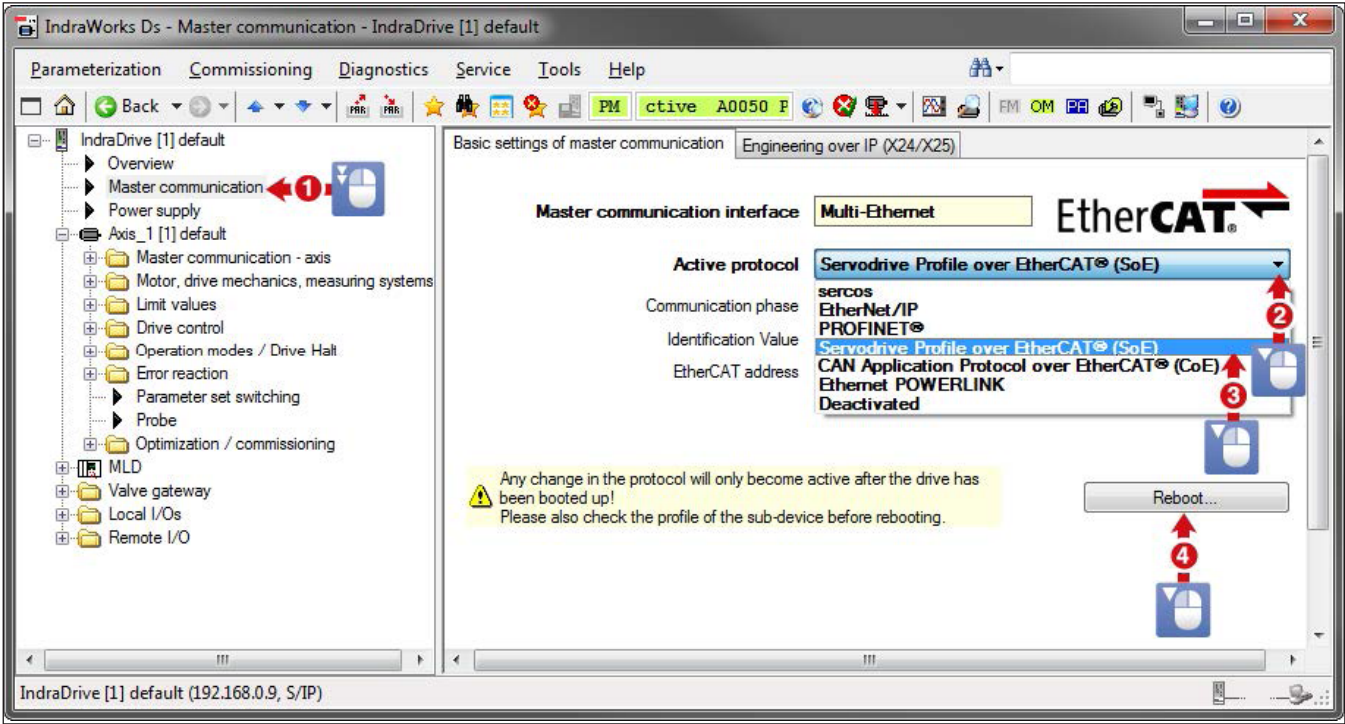 IndraWorks Ds - Master communication - IndraDrive [1] default
Parameterization Commissioning Diagnostics Service Tools Help
Back PAR PAR PM ctive A0050 P FM OM
IndraDrive [1] default
Overview
Master communication
1
Power supply
Axis_1 [1] default
Master communication - axis
Motor, drive mechanics, measuring systems
Limit values
Drive control
Operation modes / Drive Halt
Error reaction
Parameter set switching
Probe
Optimization / commissioning
MLD
Valve gateway
Local I/Os
Remote I/O
Basic settings of master communication
Engineering over IP (X24/X25)
Master communication interface Multi-Ethernet
EtherCAT®
Active protocol Servodrive Profile over EtherCAT® (SoE)
Communication phase
Identification Value
EtherCAT address
sercos
EtherNet/IP
PROFINET®
Servodrive Profile over EtherCAT® (SoE)
CAN Application Protocol over EtherCAT® (CoE)
Ethernet POWERLINK
Deactivated
2
3
Any change in the protocol will only become active after the drive has
been booted up!
Please also check the profile of the sub-device before rebooting.
Reboot...
4
IndraDrive [1] default (192.168.0.9, S/IP)